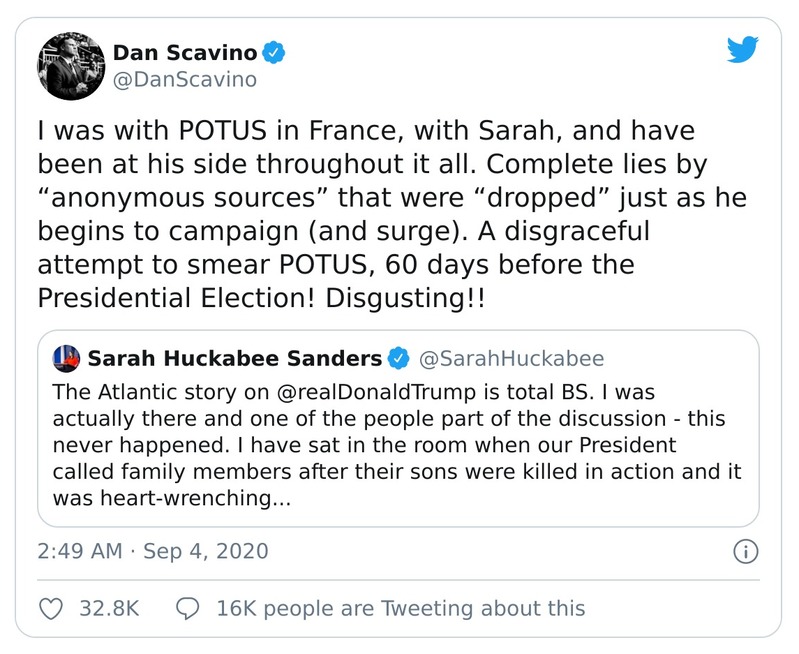 Dan Scavino
@DanScavino
I was with POTUS in France, with Sarah, and have
been at his side throughout it all. Complete lies by
“anonymous sources” that were “dropped” just as he
begins to campaign (and surge). A disgraceful
attempt to smear POTUS, 60 days before the
Presidential Election! Disgusting!!
Sarah Huckabee Sanders @SarahHuckabee
The Atlantic story on @realDonaldTrump is total BS. I was
actually there and one of the people part of the discussion - this
never happened. I have sat in the room when our President
called family members after their sons were killed in action and it
was heart-wrenching...
2:49 AM · Sep 4, 2020
32.8K 16K people are Tweeting about this